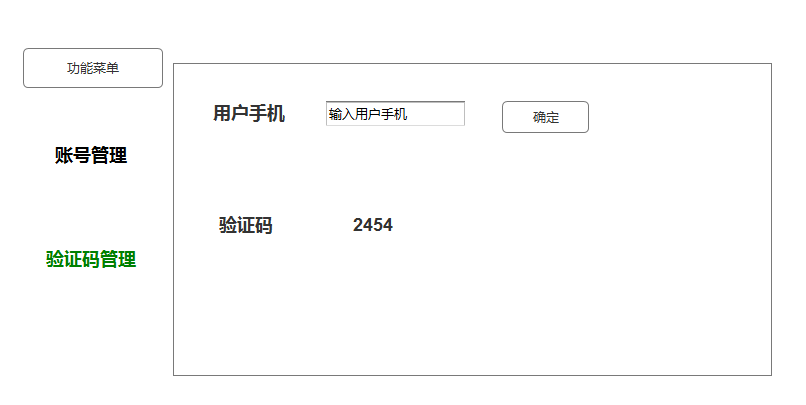 功能菜单
用户手机
输入用户手机
确定
账号管理
验证码
2454
验证码管理